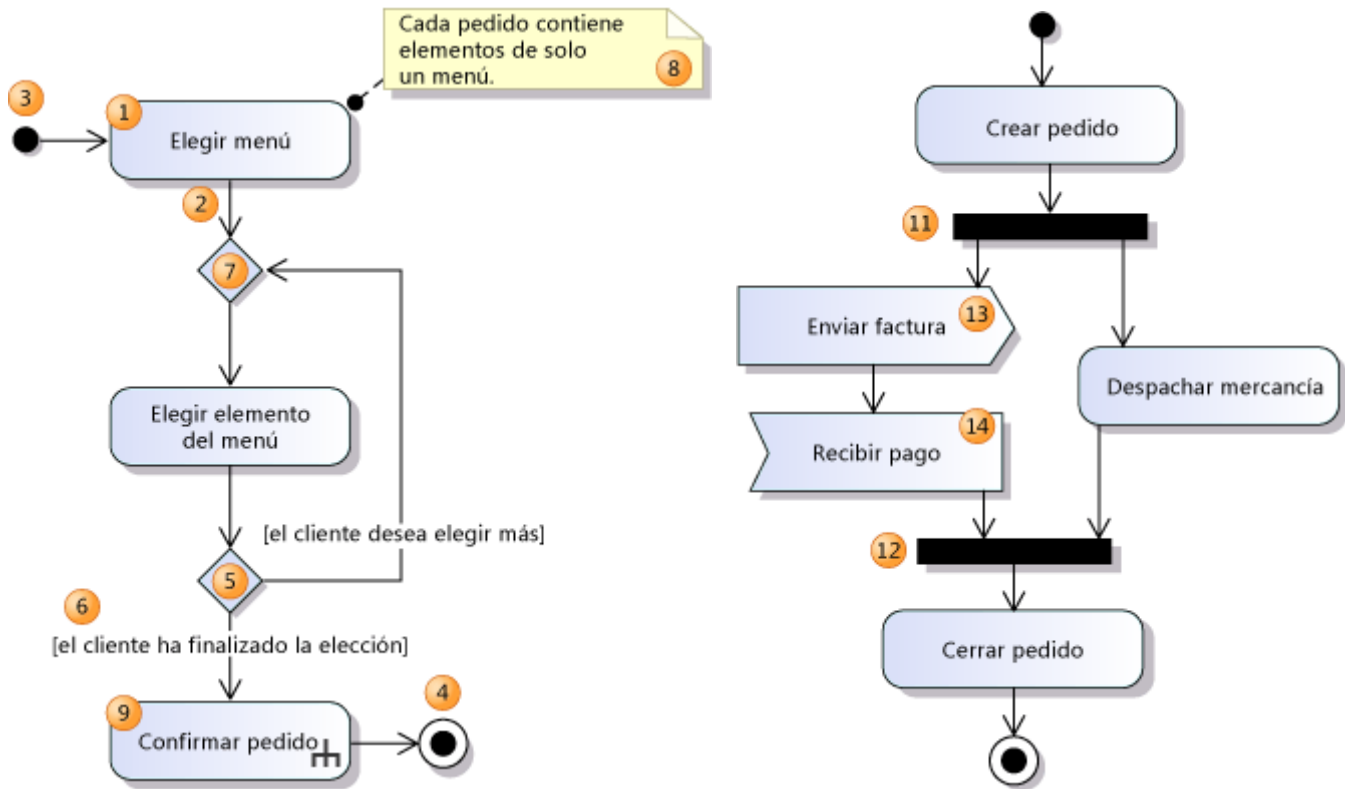 Cada pedido contiene
elementos de solo
un menú.
8
3
1
Elegir menú
2
7
Elegir elemento
del menú
[el cliente desea elegir más]
5
6
[el cliente ha finalizado la elección]
9
Confirmar pedido
4
Crear pedido
11
Enviar factura
13
Despachar mercancía
14
Recibir pago
12
Cerrar pedido